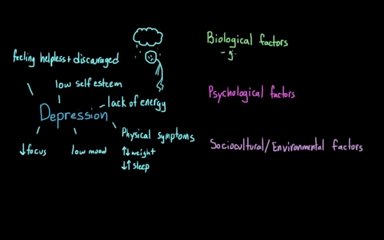 feeling helpless + discouraged
low self esteem
lack of energy
Depression
Physical symptoms
↑↓ weight
↓↑ sleep
↓ focus
low mood
Biological factors
- g
Psychological factors
Sociocultural/Environmental factors